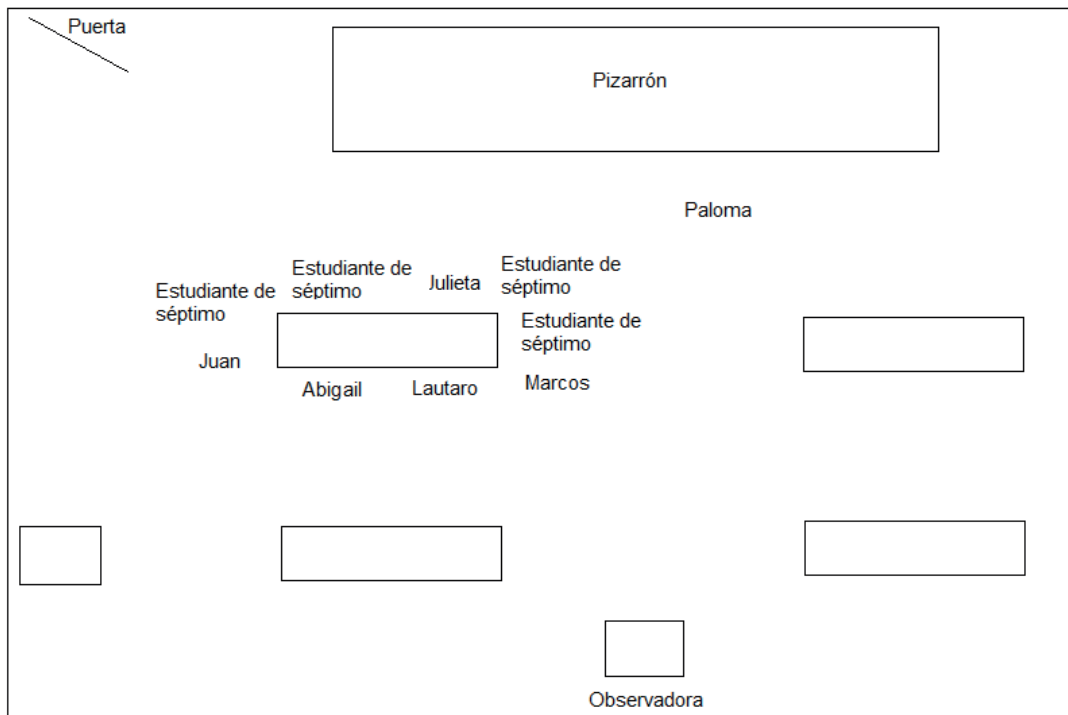 Puerta
Pizarrón
Paloma
Estudiante de
séptimo
Estudiante de
séptimo
Julieta
Estudiante de
séptimo
Estudiante de
séptimo
Juan
Abigail
Lautaro
Marcos
Observadora